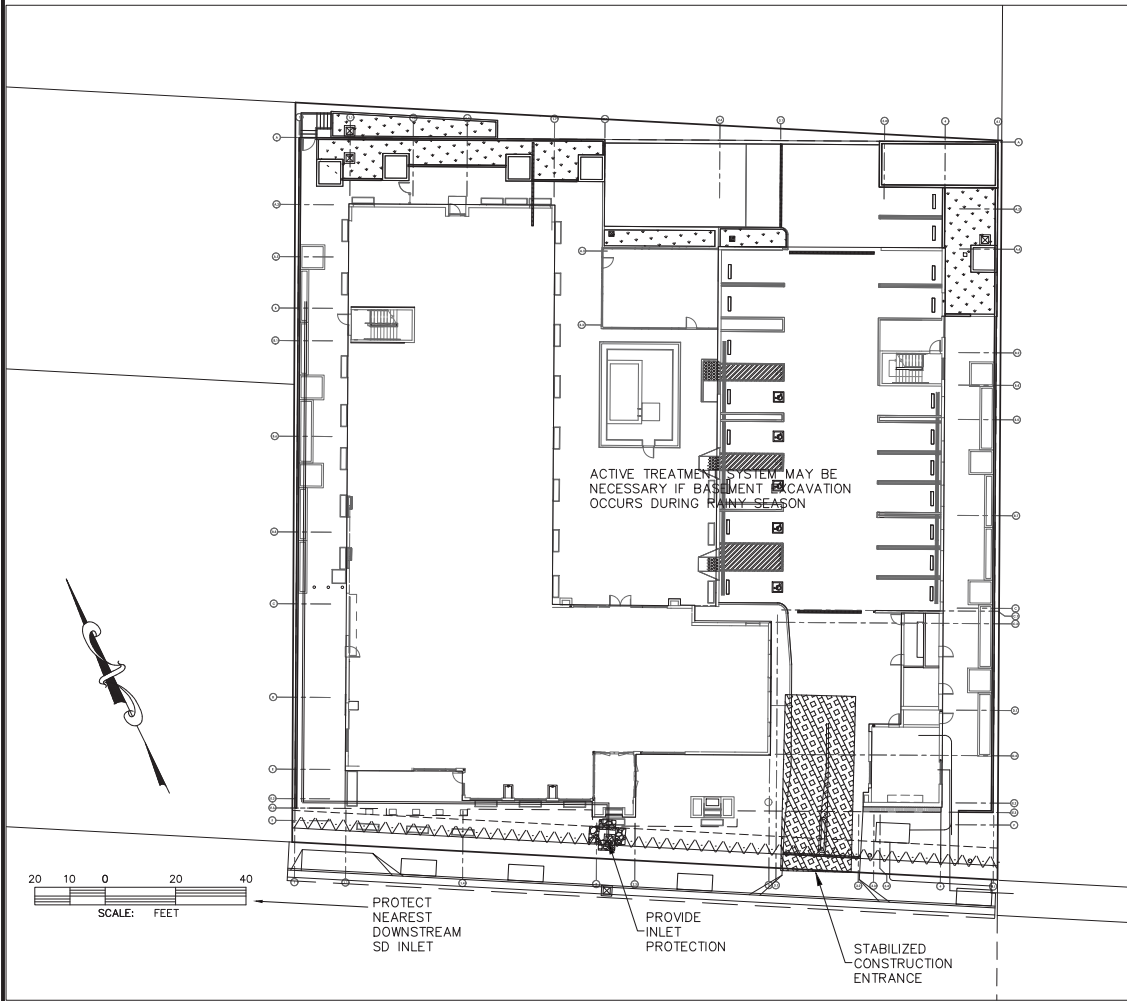 ACTIVE TREATMENT SYSTEM MAY BE
NECESSARY IF BASEMENT EXCAVATION
OCCURS DURING RAINY SEASON
20 10 0 20 40
SCALE: FEET
PROTECT
NEAREST
DOWNSTREAM
SD INLET
PROVIDE
INLET
PROTECTION
STABILIZED
CONSTRUCTION
ENTRANCE